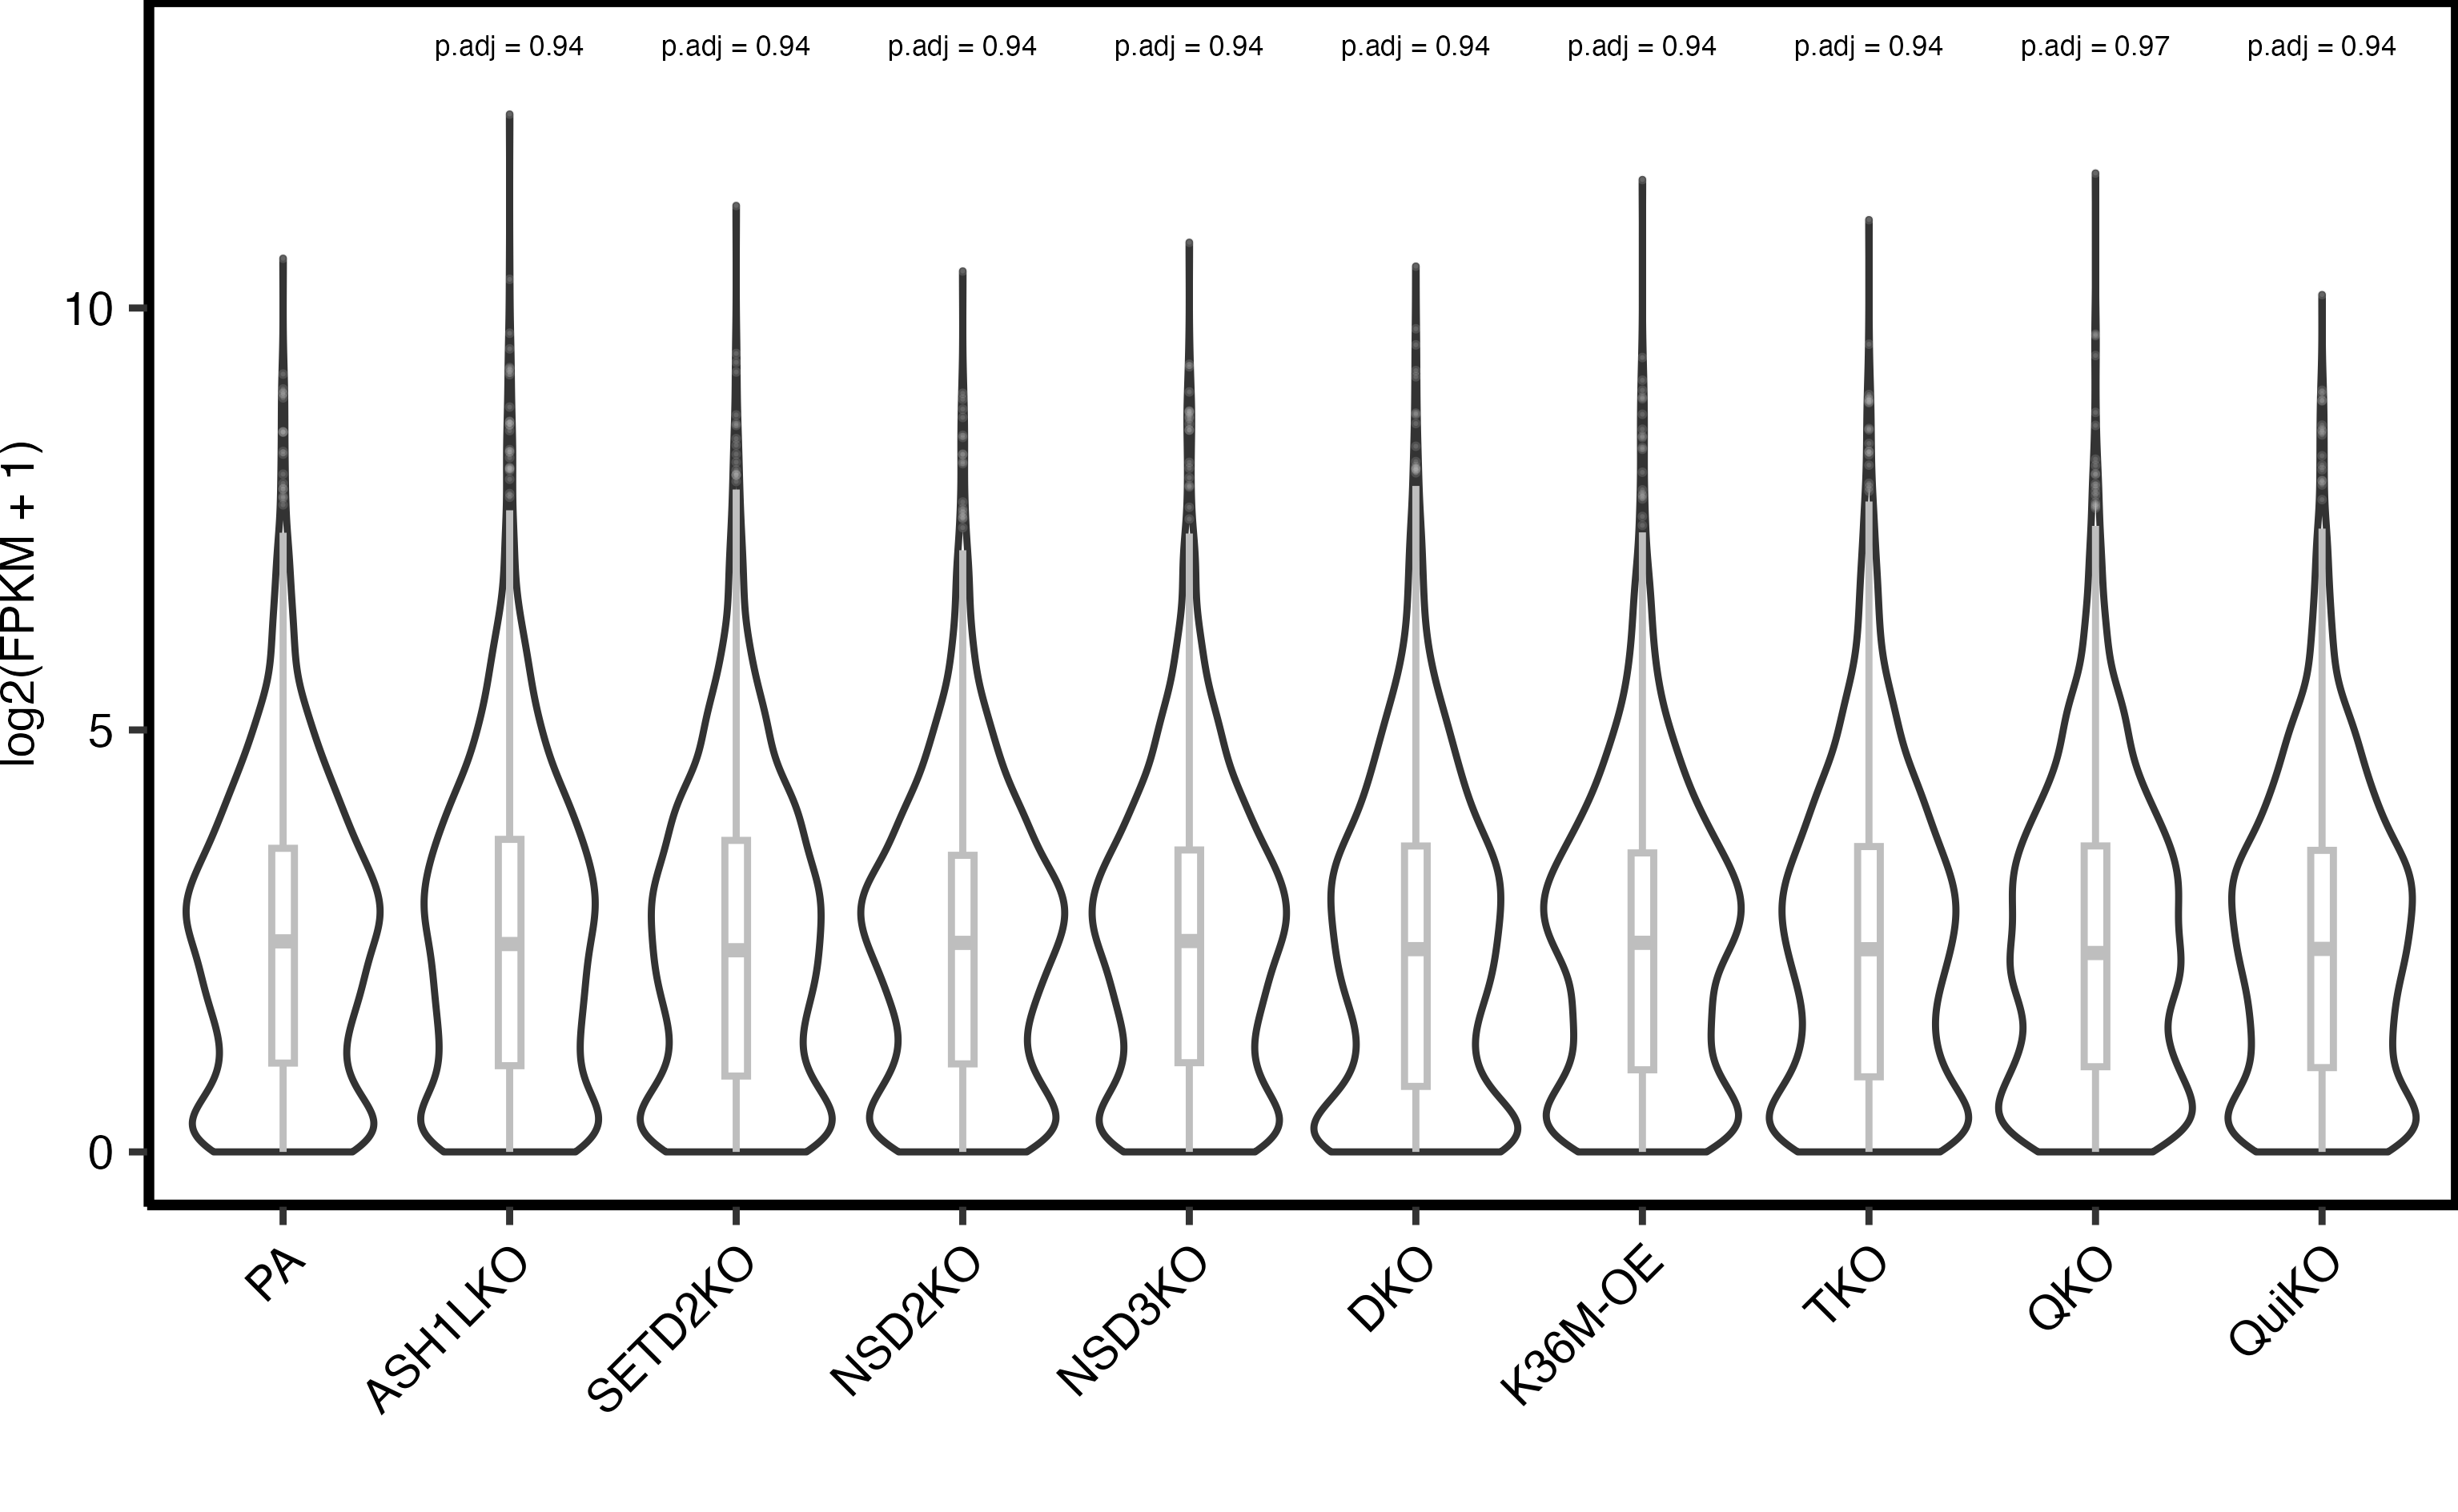 p.adj = 0.94 p.adj = 0.94 p.adj = 0.94 p.adj = 0.94 p.adj = 0.94 p.adj = 0.94 p.adj = 0.94 p.adj = 0.97 p.adj = 0.94
log2(FPKM + 1)
10
5
0
PA
ASH1LKO
SETD2KO
NSD2KO
NSD3KO
DKO
K36M-OE
TKO
QKO
QuiKO